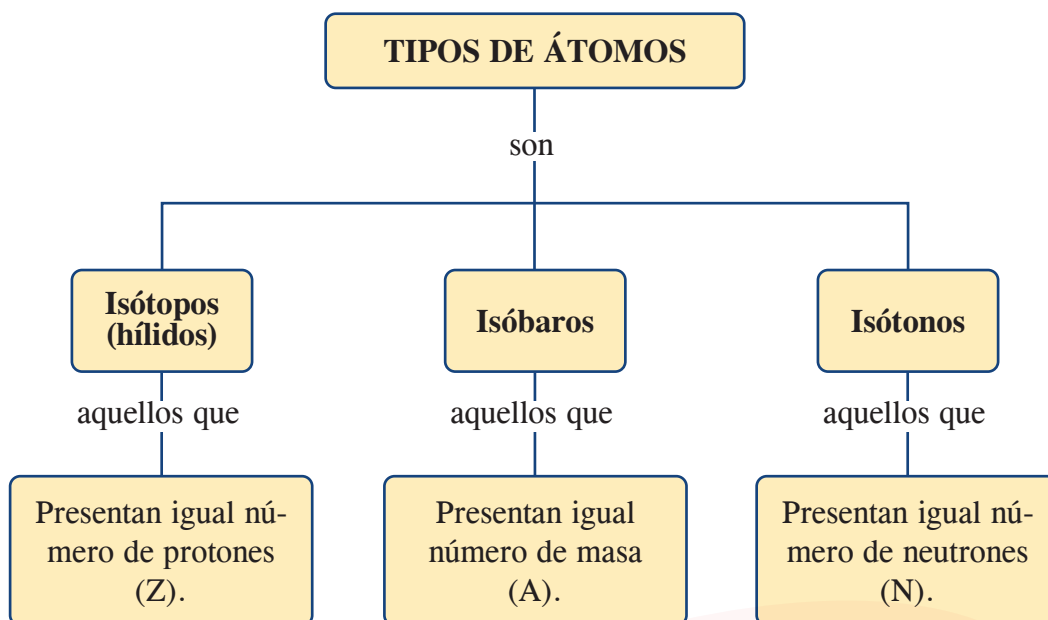 TIPOS DE ÁTOMOS
son
Isótopos
(hílidos)
Isóbaros
Isótonos
aquellos que
aquellos que
aquellos que
Presentan igual nú-
mero de protones
(Z).
Presentan igual
número de masa
(A).
Presentan igual nú-
mero de neutrones
(N).